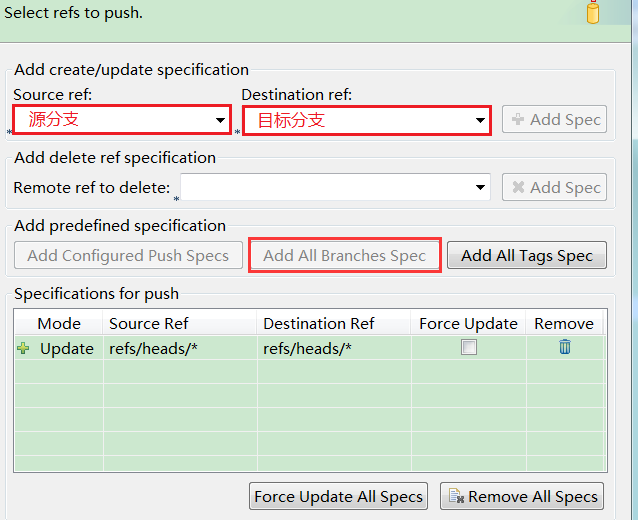 Select refs to push.
Add create/update specification
Source ref: Destination ref:
*源分支 *目标分支 Add Spec
Add delete ref specification
Remote ref to delete: * Add Spec
Add predefined specification
Add Configured Push Specs Add All Branches Spec Add All Tags Spec
Specifications for push
Mode Source Ref Destination Ref Force Update Remove
Update refs/heads/* refs/heads/*
Force Update All Specs Remove All Specs